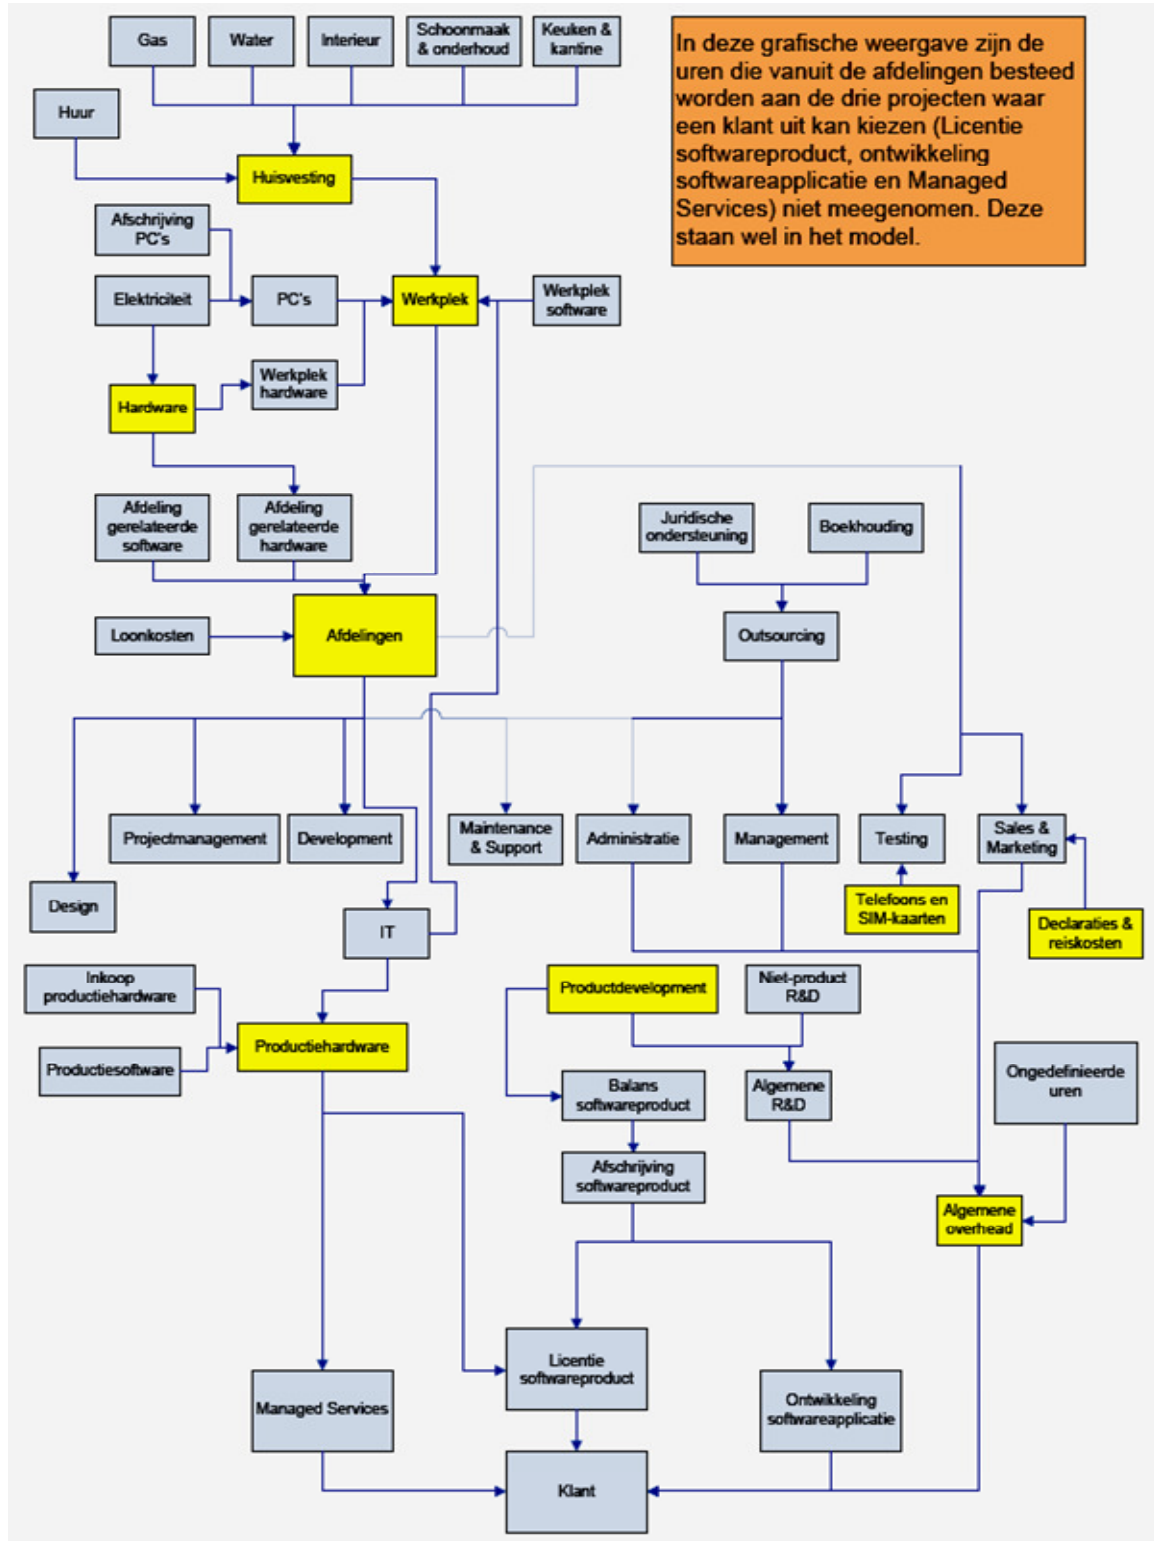 Gas
Water
Interieur
Schoonmaak
& onderhoud
Keuken &
kantine
In deze grafische weergave zijn de
uren die vanuit de afdelingen besteed
worden aan de drie projecten waar
een klant uit kan kiezen (Licentie
softwareproduct, ontwikkeling
softwareapplicatie en Managed
Services) niet meegenomen. Deze
staan wel in het model.
Huur
Huisvesting
Afschrijving
PC's
Elektriciteit
PC's
Werkplek
Werkplek
software
Werkplek
hardware
Hardware
Afdeling
gerelateerde
software
Afdeling
gerelateerde
hardware
Juridische
ondersteuning
Boekhouding
Loonkosten
Afdelingen
Outsourcing
Projectmanagement
Development
Maintenance
& Support
Administratie
Management
Testing
Sales &
Marketing
Design
IT
Telefoons en
SIM-kaarten
Declaraties &
reiskosten
Inkoop
productiehardware
Productdevelopment
Niet-product
R&D
Productiehardware
Productiesoftware
Balans
softwareproduct
Algemene
R&D
Ongedefinieerde
uren
Afschrijving
softwareproduct
Algemene
overhead
Licentie
softwareproduct
Managed Services
Ontwikkeling
softwareapplicatie
Klant